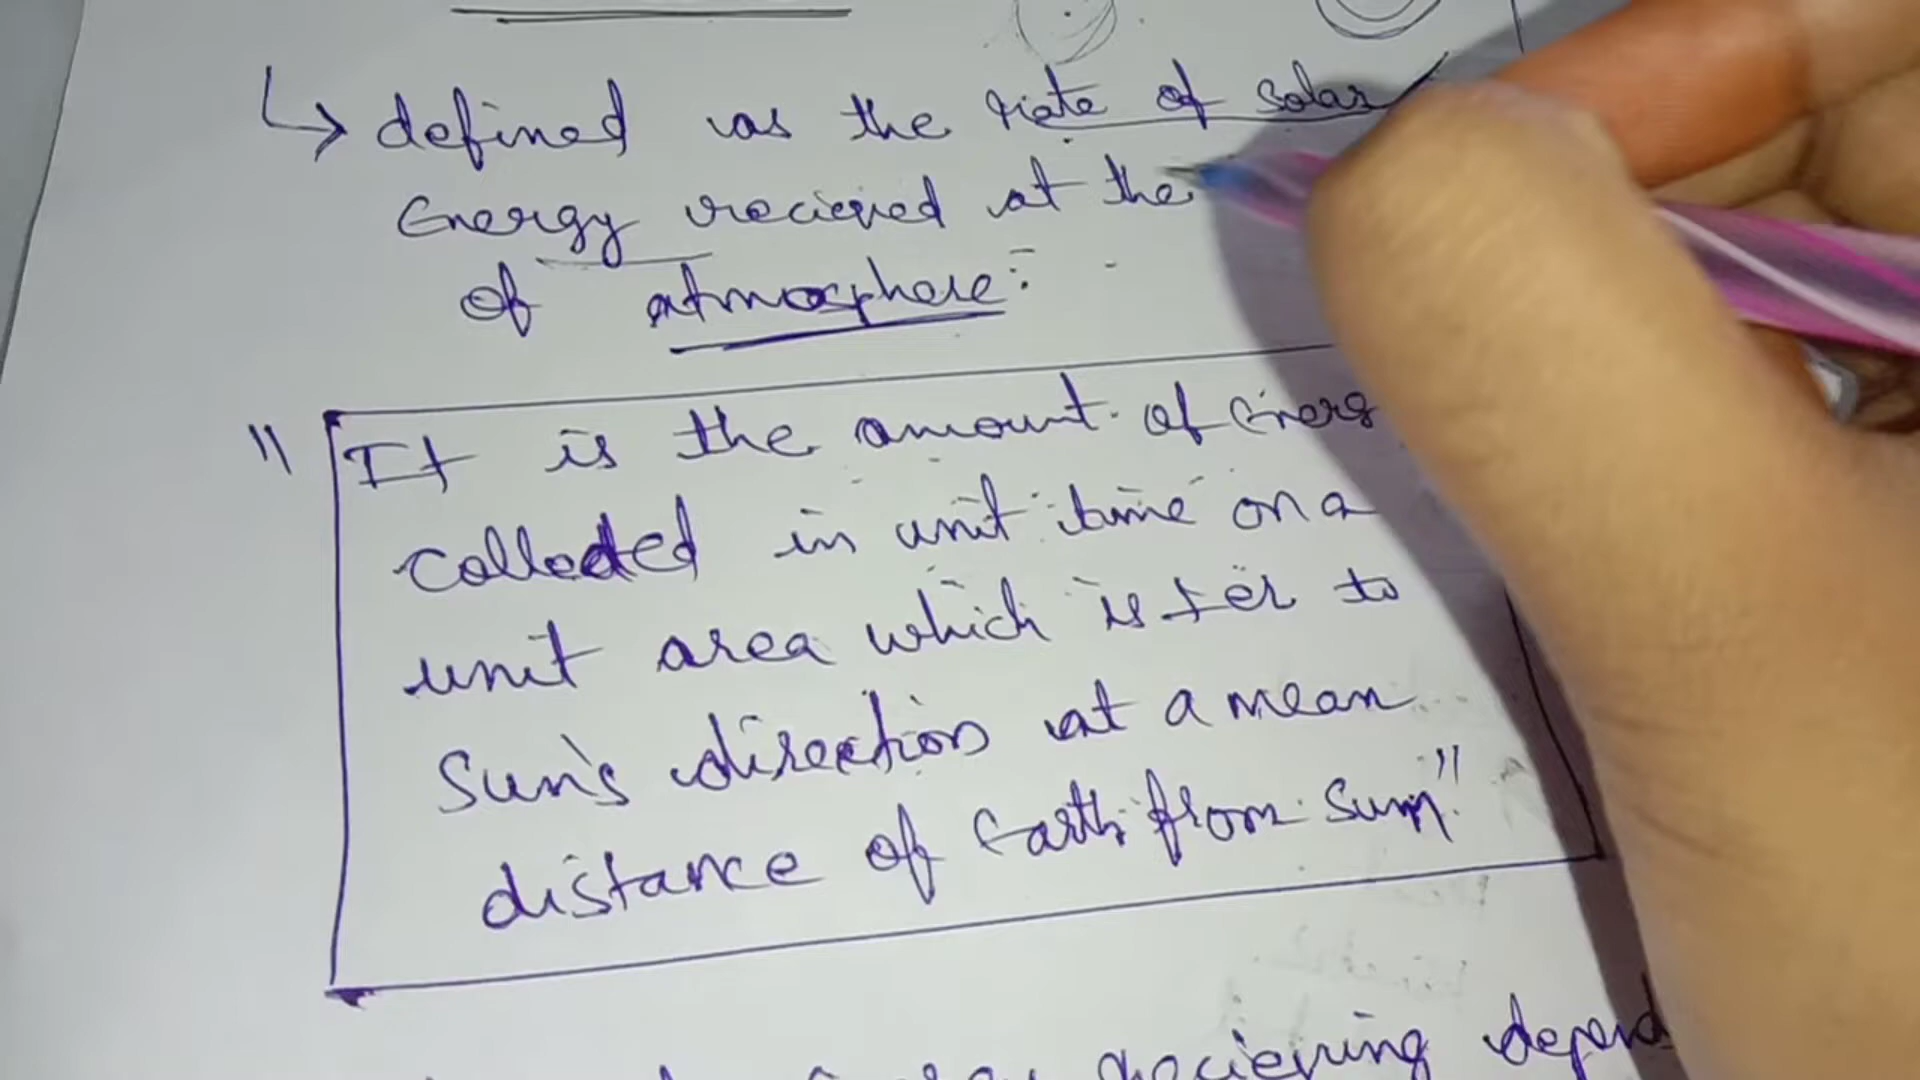 ↳ defined as the rate of solar
Energy recieved at the
of atmosphere:-
" It is the amount of Energ
collected in unit time on a
unit area which is ⊥er to
Sun's direction at a mean
distance of Earth from Sun"
recieving depend